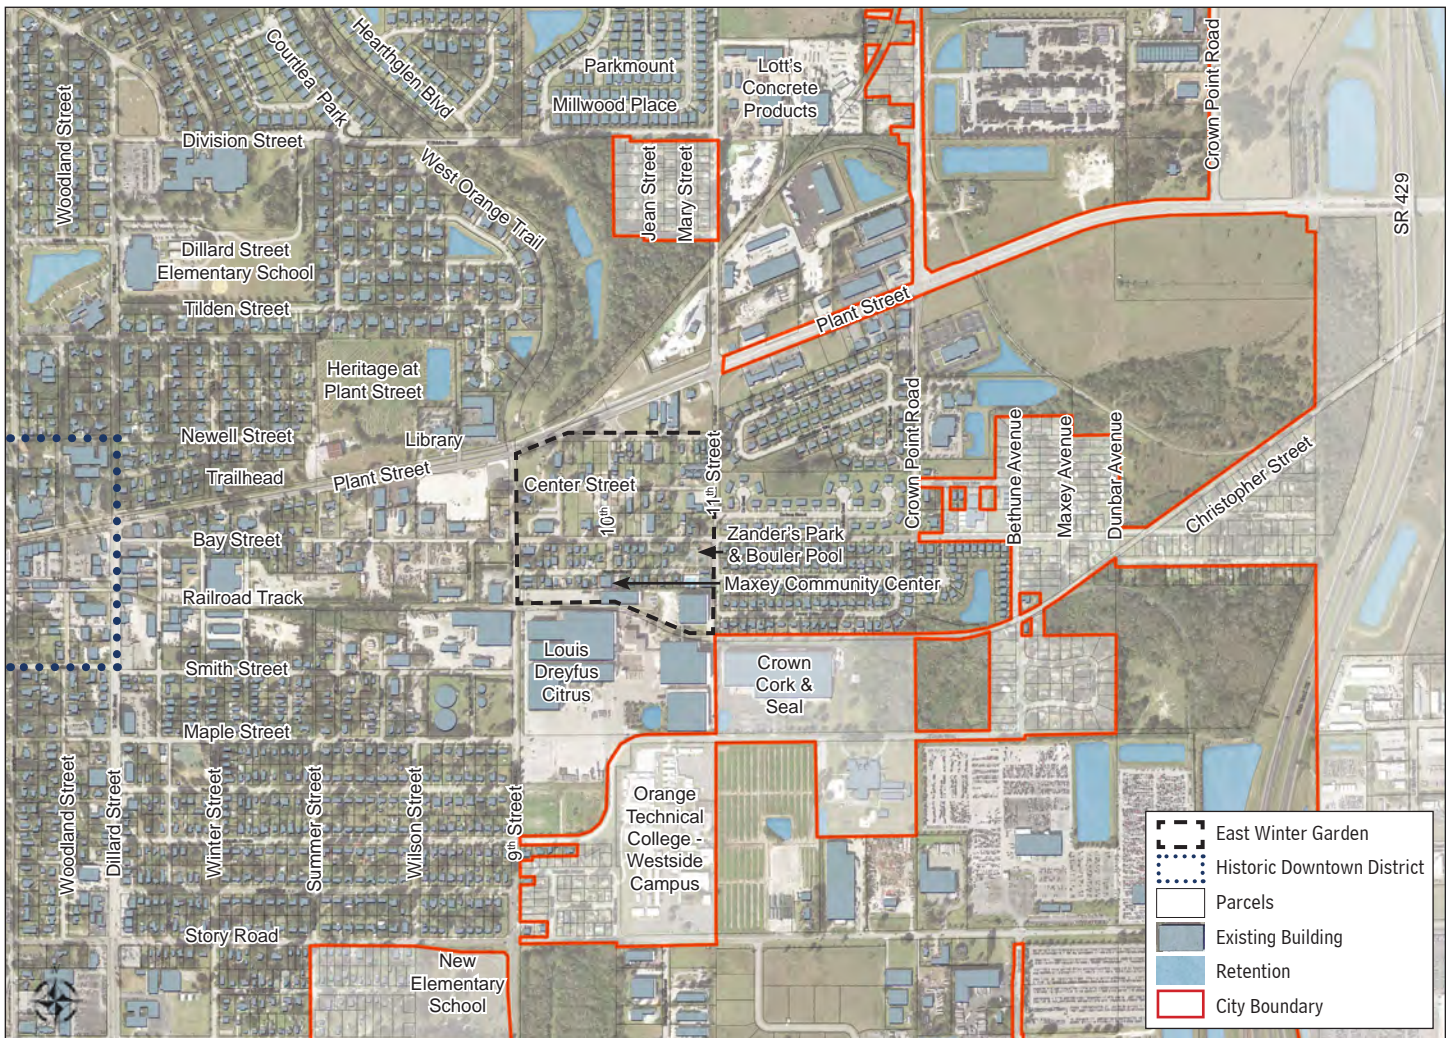 Hearthglen Blvd
Courtlea Park
Parkmount
Millwood Place
Lott's
Concrete
Products
Crown Point Road
Woodland Street
Division Street
West Orange Trail
Jean Street
Mary Street
SR 429
Dillard Street
Elementary School
Tilden Street
Plant Street
Heritage at
Plant Street
Newell Street
Library
Trailhead
Plant Street
Center Street
10th
11th Street
Crown Point Road
Bethune Avenue
Maxey Avenue
Dunbar Avenue
Christopher Street
Bay Street
Zander's Park
& Bouler Pool
Maxey Community Center
Railroad Track
Smith Street
Louis
Dreyfus
Citrus
Crown
Cork &
Seal
Maple Street
Woodland Street
Dillard Street
Winter Street
Summer Street
Wilson Street
9th Street
Orange
Technical
College -
Westside
Campus
Story Road
New
Elementary
School
East Winter Garden
Historic Downtown District
Parcels
Existing Building
Retention
City Boundary